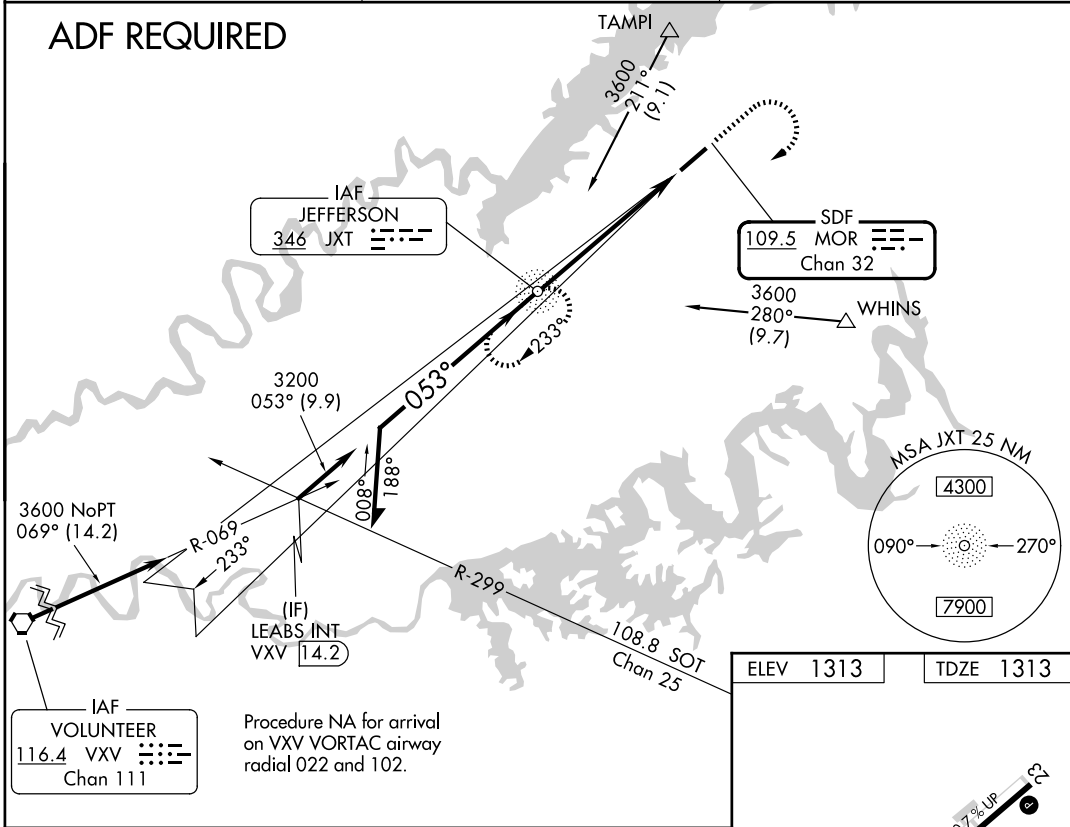 ADF REQUIRED
TAMPI
3600
211°
(9.1)
IAF
JEFFERSON
346 JXT
SDF
109.5 MOR
Chan 32
3600
280°
(9.7)
WHINS
233°
053°
3200
053° (9.9)
008°
188°
MSA JXT 25 NM
4300
090°
270°
7900
3600 NoPT
069° (14.2)
R-069
233°
R-299
(IF)
LEABS INT
VXV 14.2
108.8 SOT
Chan 25
IAF
VOLUNTEER
116.4 VXV
Chan 111
Procedure NA for arrival
on VXV VORTAC airway
radial 022 and 102.
ELEV 1313
TDZE 1313
23
P
% UP